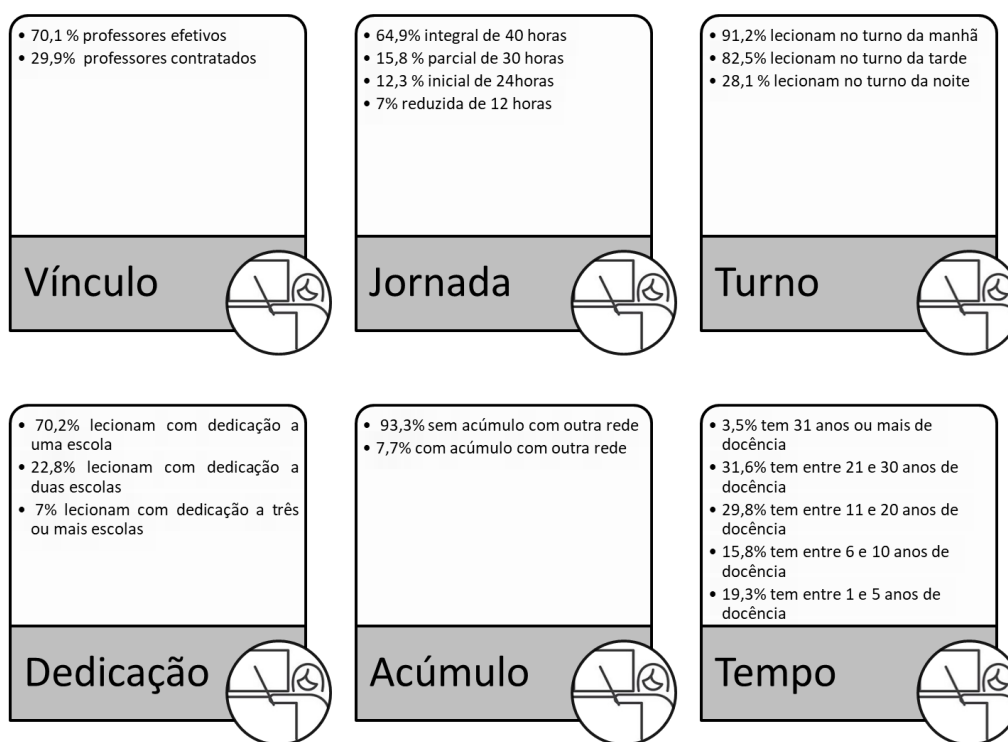 • 70,1 % professores efetivos
• 29,9% professores contratados
Vínculo
• 64,9% integral de 40 horas
• 15,8 % parcial de 30 horas
• 12,3 % inicial de 24horas
• 7% reduzida de 12 horas
Jornada
• 91,2% lecionam no turno da manhã
• 82,5% lecionam no turno da tarde
• 28,1 % lecionam no turno da noite
Turno
• 70,2% lecionam com dedicação a
uma escola
• 22,8% lecionam com dedicação a
duas escolas
• 7% lecionam com dedicação a três
ou mais escolas
Dedicação
• 93,3% sem acúmulo com outra rede
• 7,7% com acúmulo com outra rede
Acúmulo
• 3,5% tem 31 anos ou mais de
docência
• 31,6% tem entre 21 e 30 anos de
docência
• 29,8% tem entre 11 e 20 anos de
docência
• 15,8% tem entre 6 e 10 anos de
docência
• 19,3% tem entre 1 e 5 anos de
docência
Tempo